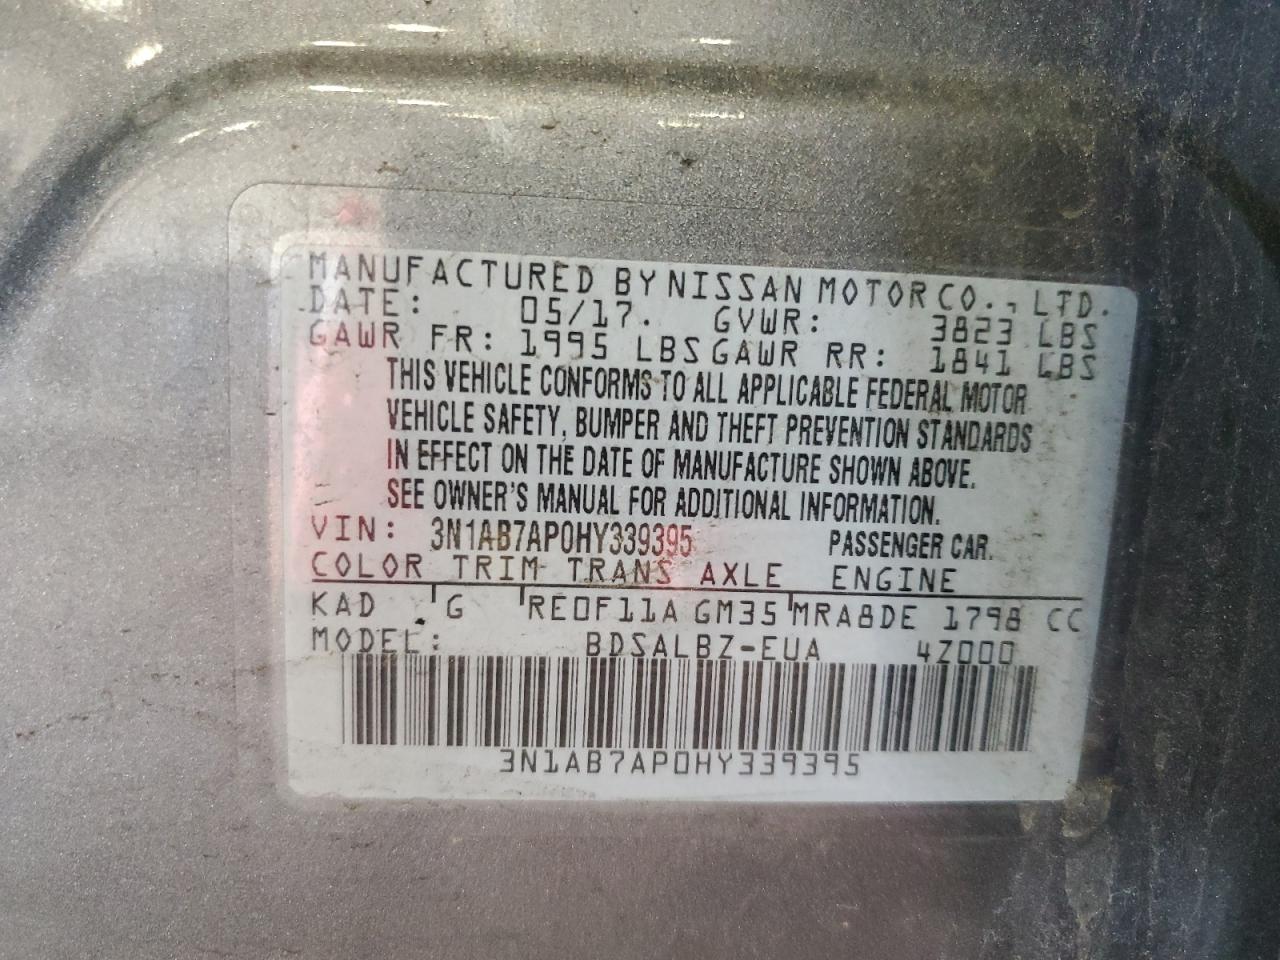 MANUFACTURED BY NISSAN MOTOR CO., LTD.
DATE: 05/17. GVWR: 3823 LBS
GAWR FR: 1995 LBS GAWR RR: 1841 LBS
THIS VEHICLE CONFORMS TO ALL APPLICABLE FEDERAL MOTOR
VEHICLE SAFETY, BUMPER AND THEFT PREVENTION STANDARDS
IN EFFECT ON THE DATE OF MANUFACTURE SHOWN ABOVE.
SEE OWNER'S MANUAL FOR ADDITIONAL INFORMATION.
VIN: 3N1AB7AP0HY339395 PASSENGER CAR.
COLOR TRIM TRANS AXLE ENGINE
KAD G RE0F11A GM35 MRA8DE 1798 CC
MODEL: BDSALBZ-EUA 4Z000
3N1AB7AP0HY339395